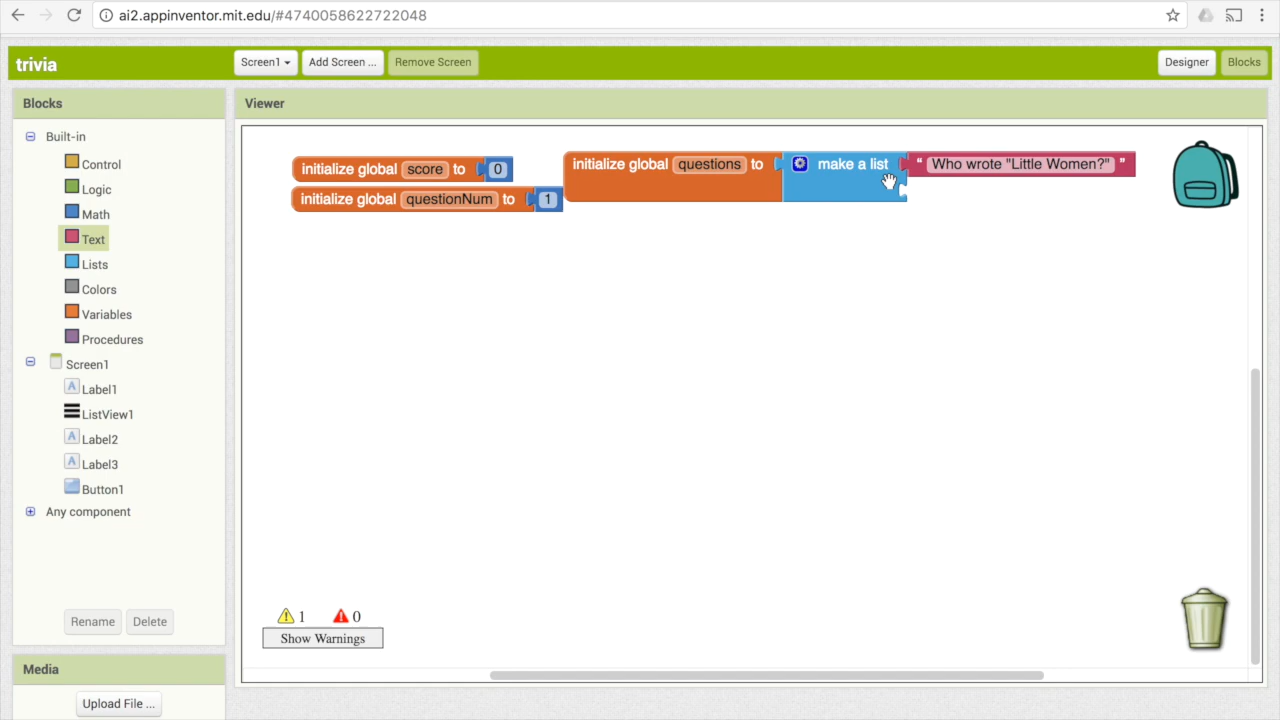 ai2.appinventor.mit.edu/#4740058622722048
trivia
Screen1
Add Screen ...
Remove Screen
Designer
Blocks
Blocks
Viewer
Built-in
Control
Logic
Math
Text
Lists
Colors
Variables
Procedures
Screen1
Label1
ListView1
Label2
Label3
Button1
Any component
Rename
Delete
Media
Upload File ...
initialize global score to 0
initialize global questionNum to 1
initialize global questions to make a list “ Who wrote "Little Women?" ”
1
0
Show Warnings